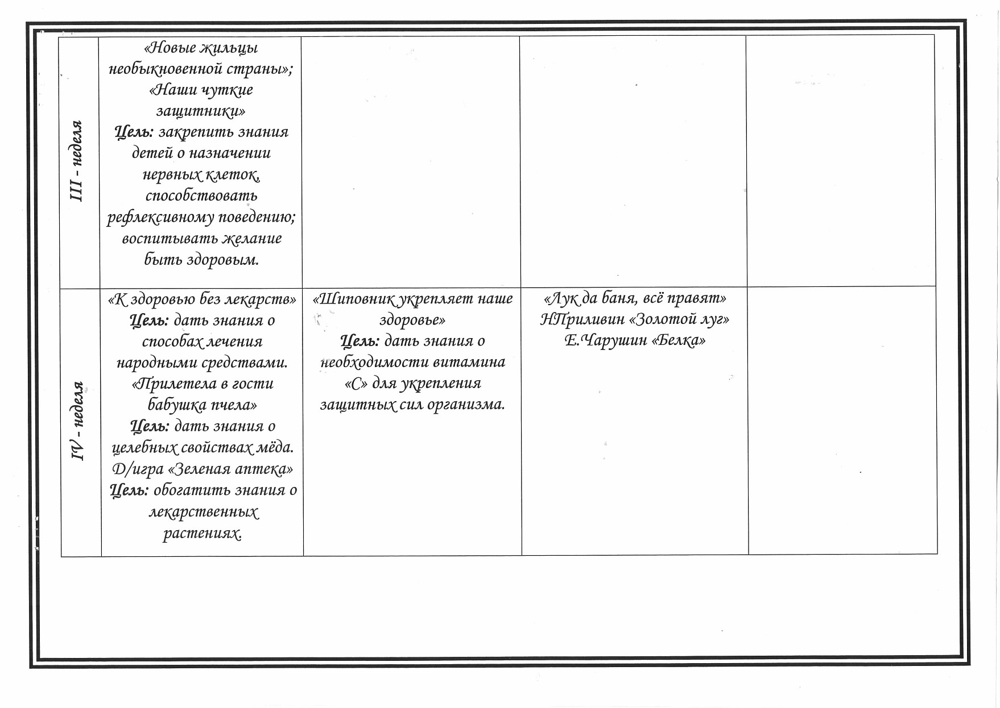 III - неделя
«Новые жильцы
необыкновенной страны»;
«Наши чуткие
защитники»
Цель: закрепить знания
детей о назначении
нервных клеток,
способствовать
рефлексивному поведению;
воспитывать желание
быть здоровым.
IV - неделя
«К здоровью без лекарств»
Цель: дать знания о
способах лечения
народными средствами.
«Прилетела в гости
бабушка пчела»
Цель: дать знания о
целебных свойствах мёда.
Д/игра «Зеленая аптека»
Цель: обогатить знания о
лекарственных
растениях.
«Шиповник укрепляет наше
здоровье»
Цель: дать знания о
необходимости витамина
«С» для укрепления
защитных сил организма.
«Лук да баня, всё правят»
НПриливин «Золотой луг»
Е.Чарушин «Белка»